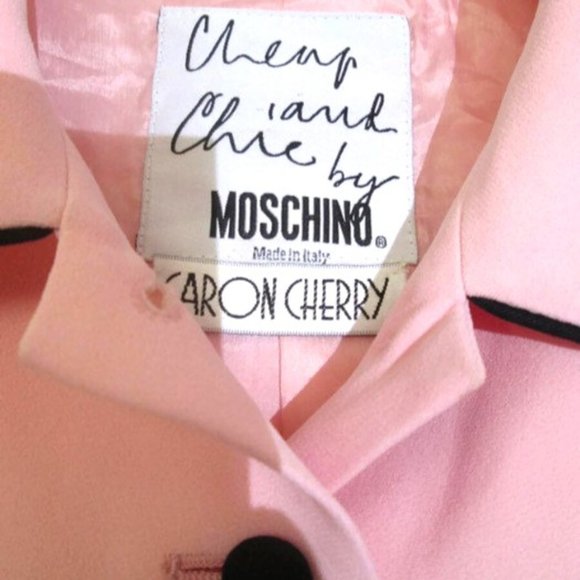 Cheap
and
Chic by
MOSCHINO®
Made in Italy
CARON CHERRY